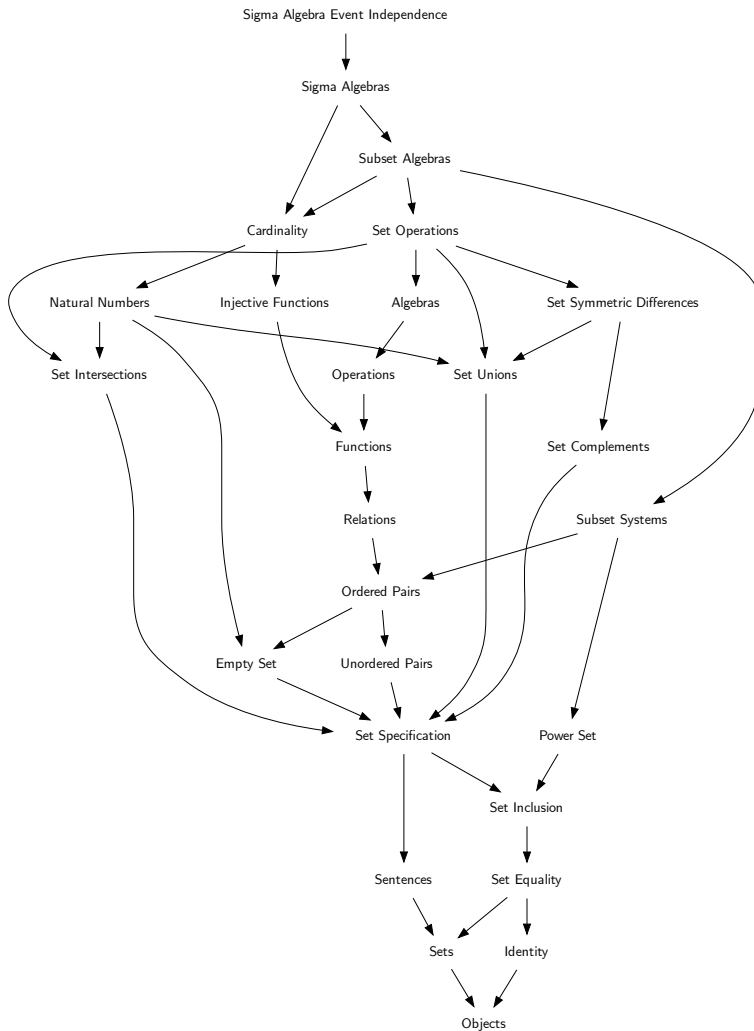 Sigma Algebra Event Independence
Sigma Algebras
Subset Algebras
Cardinality
Set Operations
Natural Numbers
Injective Functions
Algebras
Set Symmetric Differences
Set Intersections
Operations
Set Unions
Functions
Set Complements
Relations
Subset Systems
Ordered Pairs
Empty Set
Unordered Pairs
Set Specification
Power Set
Set Inclusion
Sentences
Set Equality
Sets
Identity
Objects